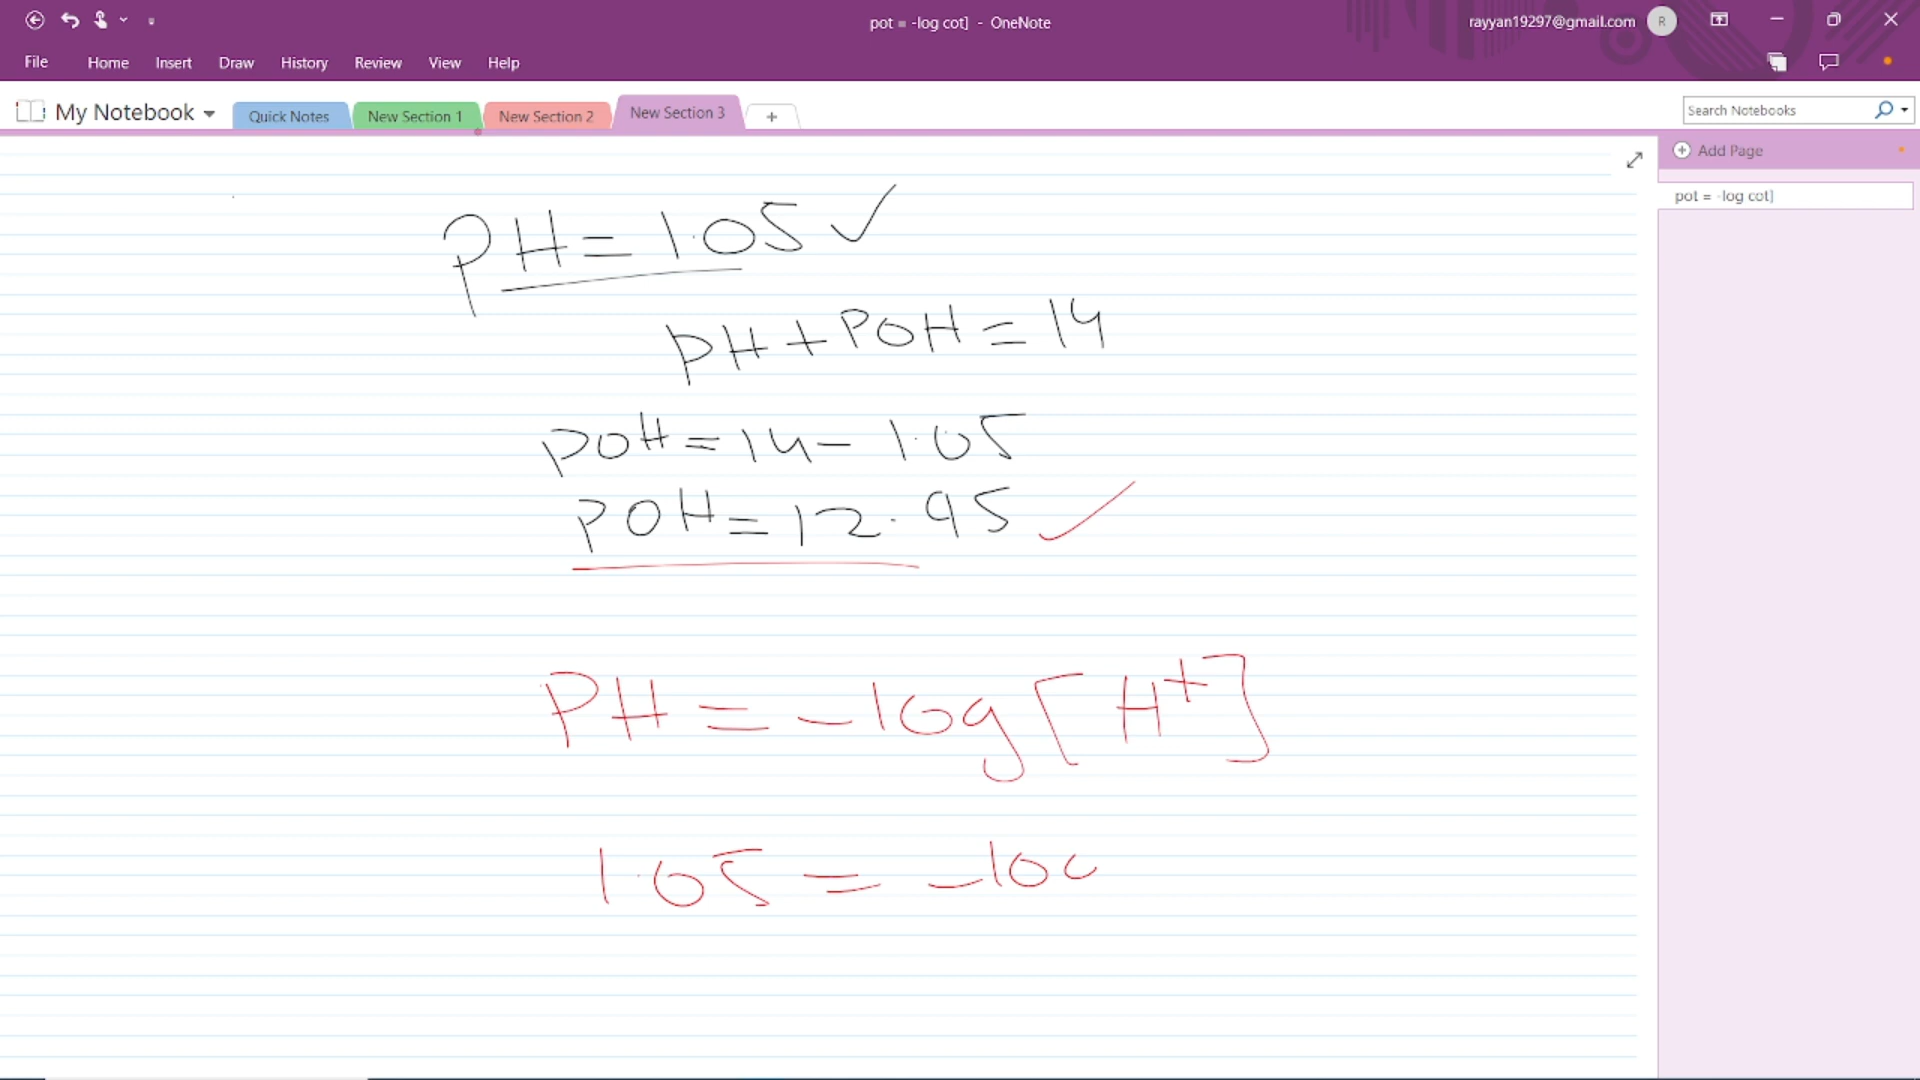 pot = -log cot] - OneNote
rayyan19297@gmail.com R
File Home Insert Draw History Review View Help
My Notebook Quick Notes New Section 1 New Section 2 New Section 3 +
Search Notebooks
Add Page
pot = -log cot]
PH = 1.05 ✓
PH + POH = 14
POH = 14 - 1.05
POH = 12.95 ✓
PH = -log [H+]
1.05 = -loc